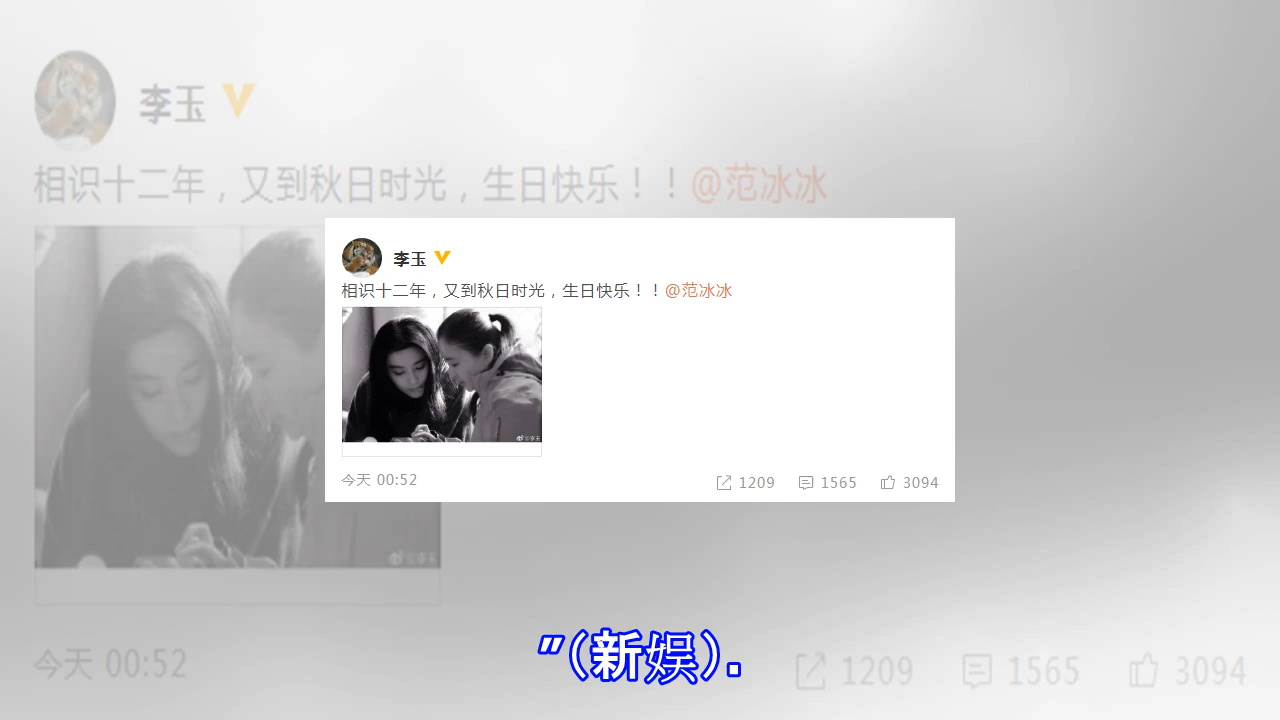 李玉
相识十二年，又到秋日时光，生日快乐！！@范冰冰
今天 00:52
1209 1565 3094
李玉
相识十二年，又到秋日时光，生日快乐！！@范冰冰
@李玉
今天 00:52
1209 1565 3094
"(新娱).